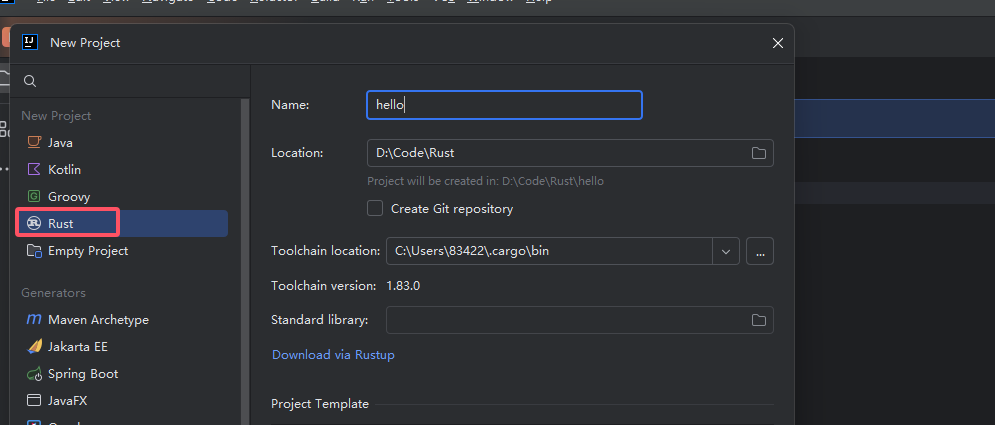 New Project
New Project
Java
Kotlin
Groovy
Rust
Empty Project
Generators
Maven Archetype
Jakarta EE
Spring Boot
JavaFX
Name: hello
Location: D:\Code\Rust
Project will be created in: D:\Code\Rust\hello
Create Git repository
Toolchain location: C:\Users\83422\.cargo\bin ...
Toolchain version: 1.83.0
Standard library:
Download via Rustup
Project Template